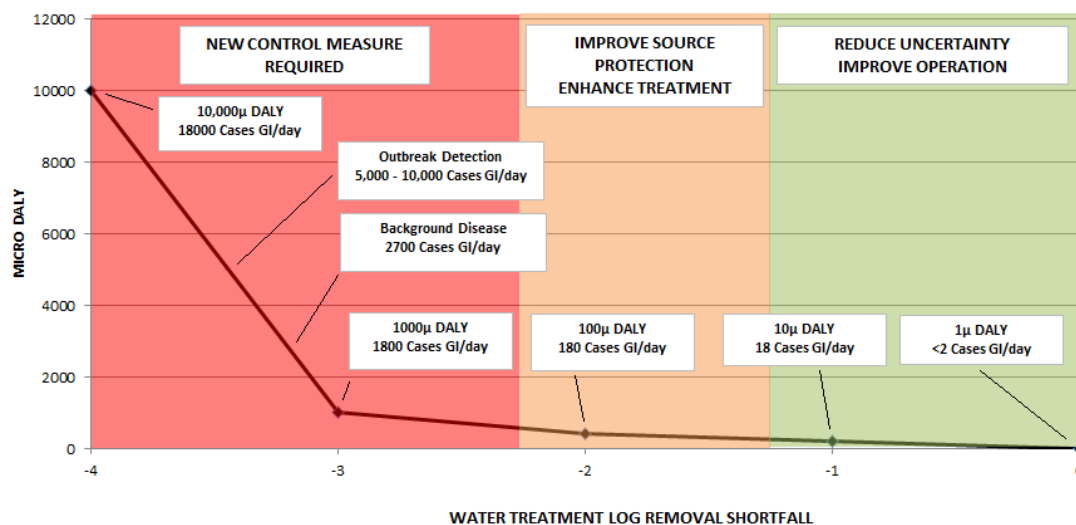 12000
10000
8000
6000
4000
2000
0
MICRO DALY
NEW CONTROL MEASURE
REQUIRED
IMPROVE SOURCE
PROTECTION
ENHANCE TREATMENT
REDUCE UNCERTAINTY
IMPROVE OPERATION
10,000µ DALY
18000 Cases GI/day
Outbreak Detection
5,000 - 10,000 Cases GI/day
Background Disease
2700 Cases GI/day
1000µ DALY
1800 Cases GI/day
100µ DALY
180 Cases GI/day
10µ DALY
18 Cases GI/day
1µ DALY
<2 Cases GI/day
-4
-3
-2
-1
WATER TREATMENT LOG REMOVAL SHORTFALL